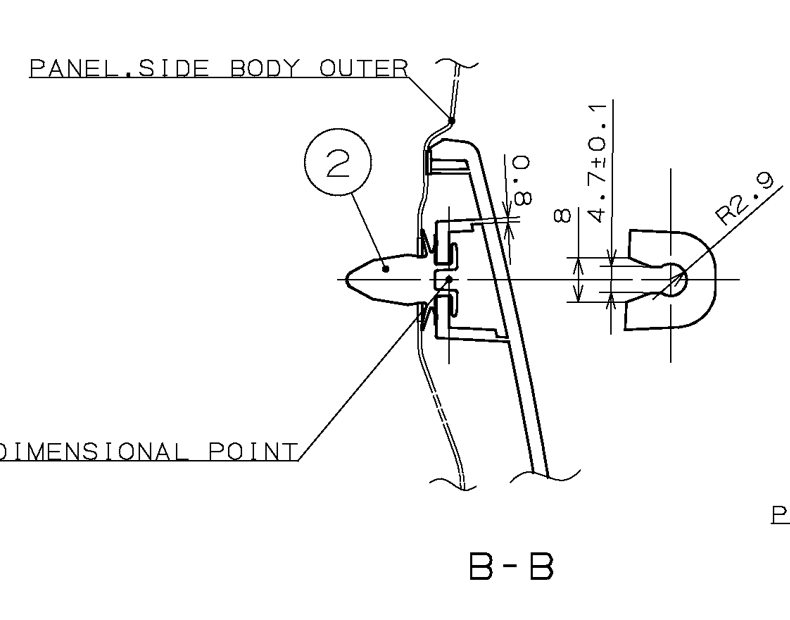 PANEL.SIDE BODY OUTER
2
0.8
8
4.7±0.1
R2.9
DIMENSIONAL POINT
P
B-B